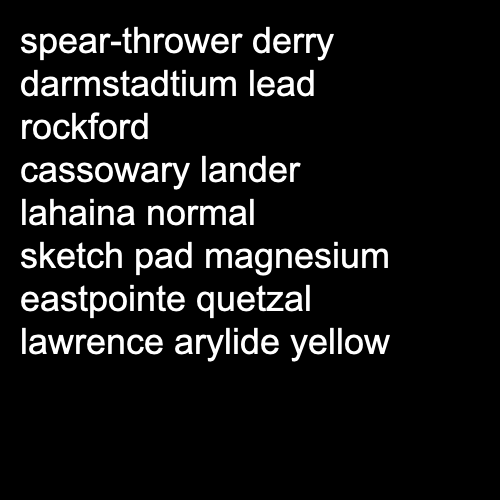 spear-thrower derry
darmstadtium lead
rockford
cassowary lander
lahaina normal
sketch pad magnesium
eastpointe quetzal
lawrence arylide yellow